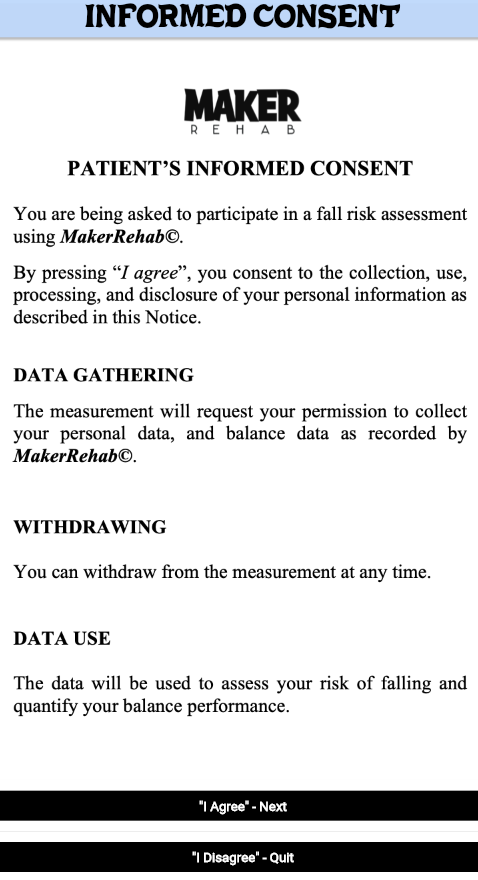 INFORMED CONSENT
MAKER
REHAB
PATIENT’S INFORMED CONSENT
You are being asked to participate in a fall risk assessment
using MakerRehab©.
By pressing “I agree”, you consent to the collection, use,
processing, and disclosure of your personal information as
described in this Notice.
DATA GATHERING
The measurement will request your permission to collect
your personal data, and balance data as recorded by
MakerRehab©.
WITHDRAWING
You can withdraw from the measurement at any time.
DATA USE
The data will be used to assess your risk of falling and
quantify your balance performance.
"I Agree" - Next
"I Disagree" - Quit